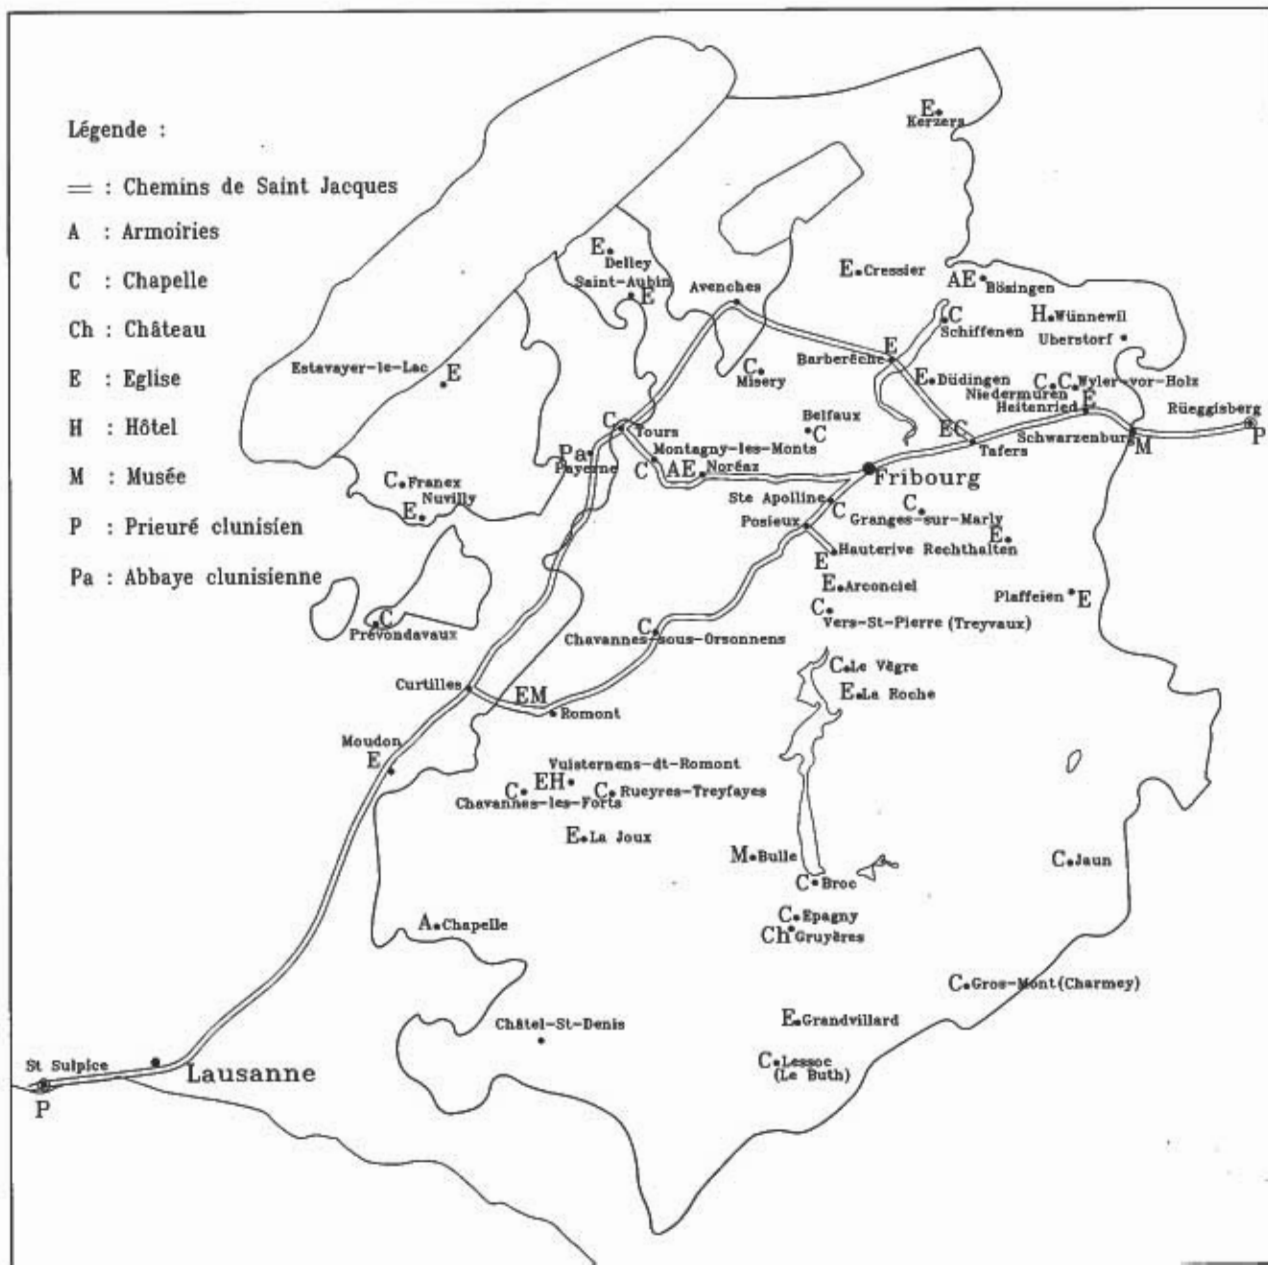 Légende :
= : Chemins de Saint Jacques
A : Armoiries
C : Chapelle
Ch : Château
E : Eglise
H : Hôtel
M : Musée
P : Prieuré clunisien
Pa : Abbaye clunisienne
E Kerzers
E Delley
Saint-Aubin E
Avenches
E Cressier
AE Bösingen
C Schiffenen
H Wünnewil
Uberstorf
Estavayer-le-Lac E
C Misery
E Barberêche
E Düdingen
C C Wyler-vor-Holz
Niedermuren
E Heitenried
Rüeggisberg P
Belfaux C
C Tours
Pa Payerne
Montagny-les-Monts C
AE Noréaz
EC Tafers
Schwarzenburg M
C Franex
Nuvilly E
Fribourg
Ste Apolline C
C Granges-sur-Marly
Posieux
E Hauterive
E Rechthalten
E Arconciel
Plaffeien E
C Vers-St-Pierre (Treyvaux)
C Prévondavaux
C Chavannes-sous-Orsonnens
C Le Vègre
Curtilles
EM Romont
E La Roche
Moudon E
Vuisternens-dt-Romont
EH
C Rueyres-Treyfayes
C Chavannes-les-Forts
E La Joux
M Bulle
C Jaun
C Broc
A Chapelle
C Epagny
Ch Gruyères
C Gros-Mont (Charmey)
Châtel-St-Denis
E Grandvillard
C Lessoc
(Le Buth)
St Sulpice P
Lausanne